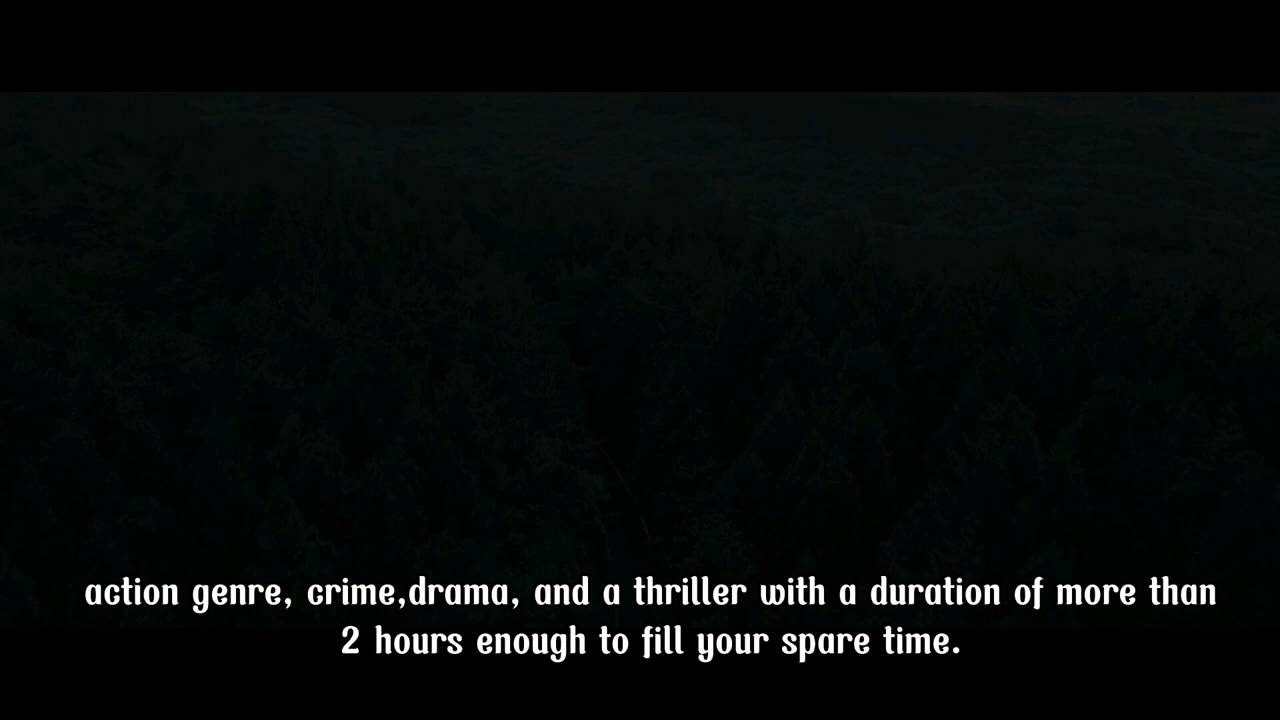 action genre, crime,drama, and a thriller with a duration of more than
2 hours enough to fill your spare time.